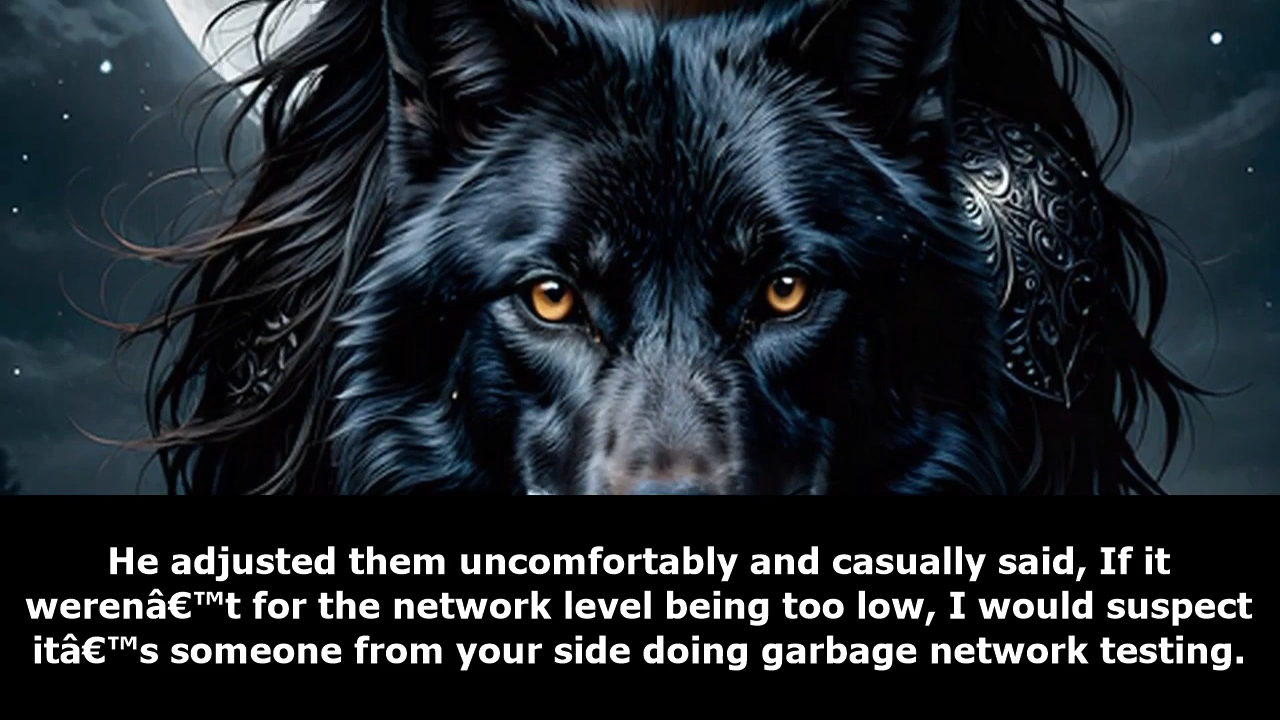 He adjusted them uncomfortably and casually said, If it
werenâ€™t for the network level being too low, I would suspect
itâ€™s someone from your side doing garbage network testing.